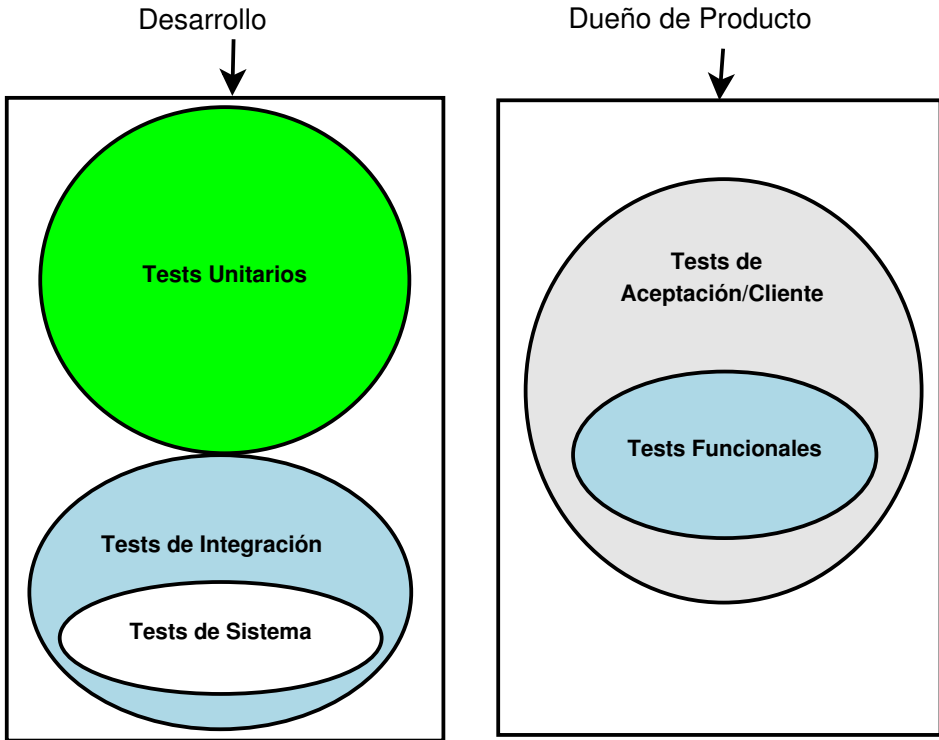 Desarrollo
Dueño de Producto
Tests Unitarios
Tests de
Aceptación/Cliente
Tests Funcionales
Tests de Integración
Tests de Sistema